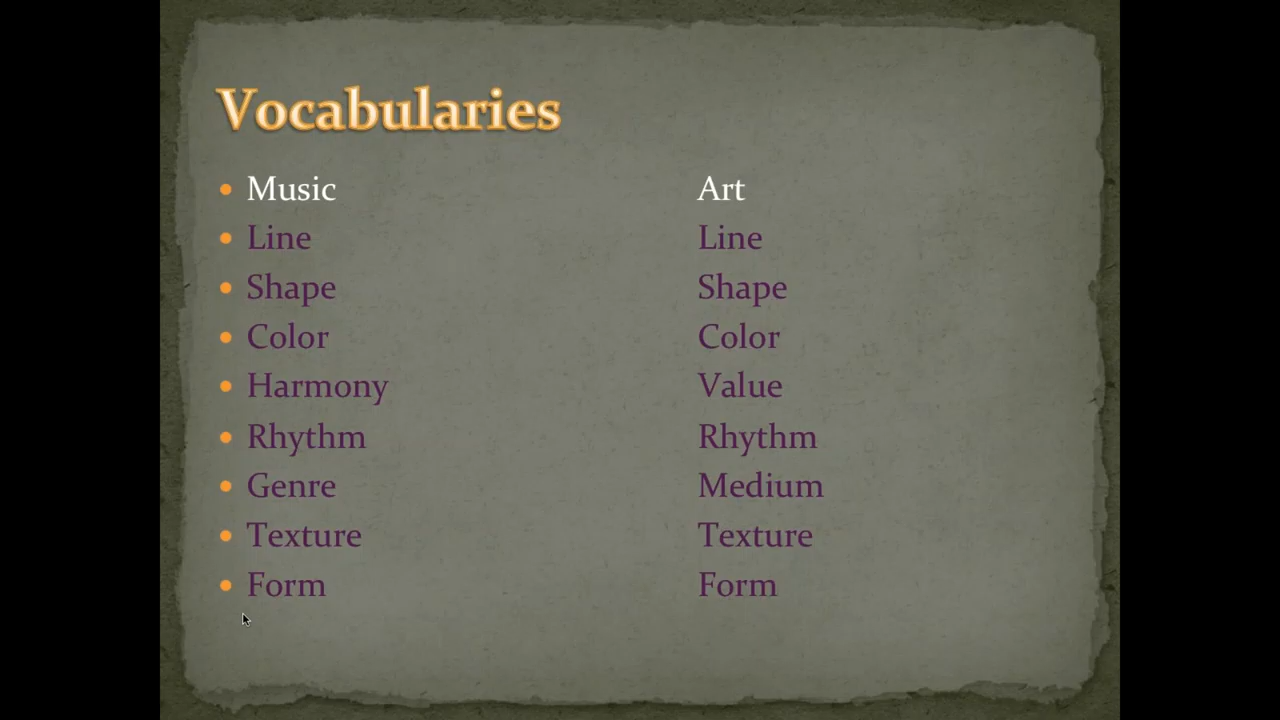 Vocabularies
Music Art
Line Line
Shape Shape
Color Color
Harmony Value
Rhythm Rhythm
Genre Medium
Texture Texture
Form Form